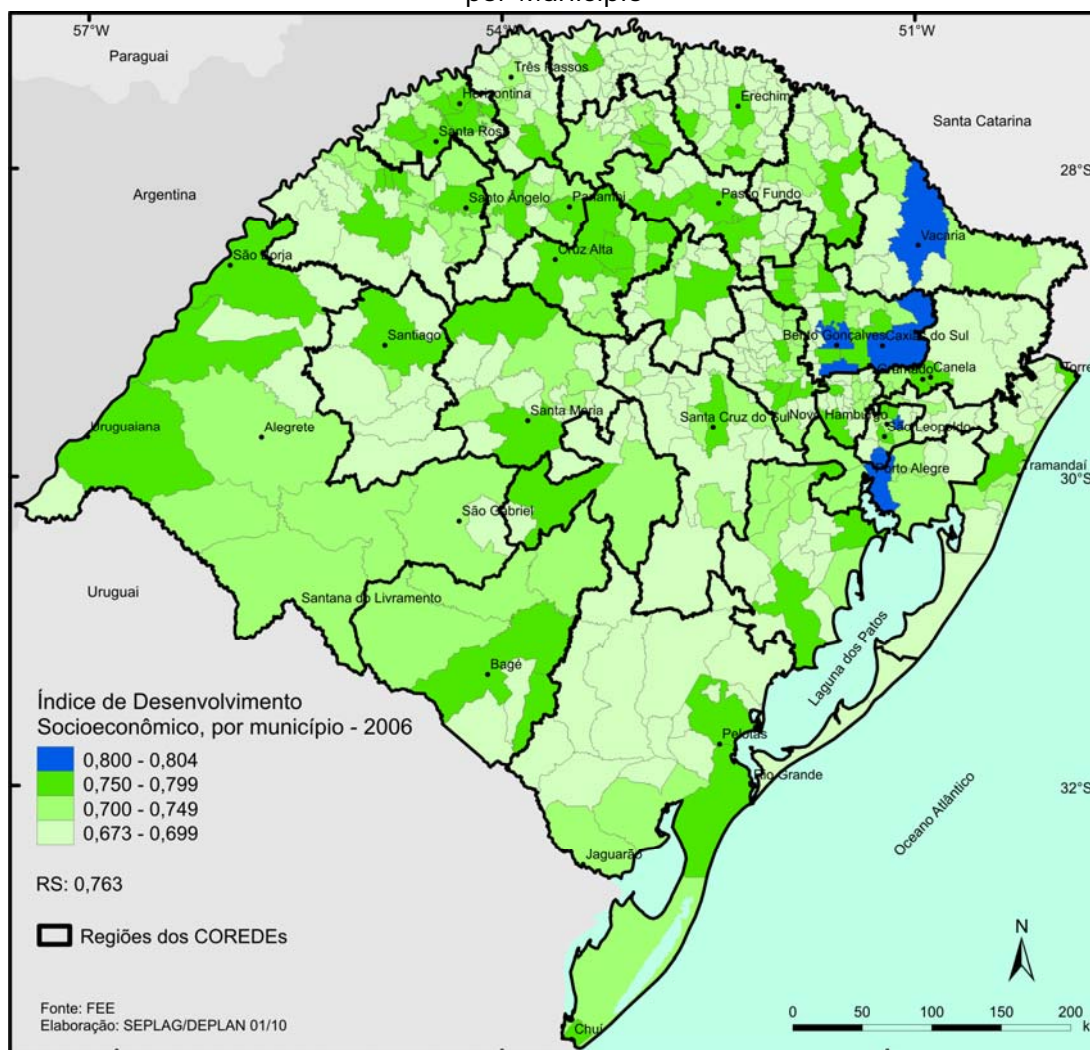 por Município
57°W
54°W
51°W
Paraguai
Três Passos
Horizontina
Erechim
Santa Catarina
Santa Rosa
28°S
Argentina
Santo Ângelo
Panambi
Passo Fundo
Vacaria
São Borja
Cruz Alta
Santiago
Bento Gonçalves
Caxias do Sul
Gramado
Canela
Torre
Uruguaiana
Alegrete
Santa Maria
Santa Cruz do Sul
Novo Hamburgo
São Leopoldo
Porto Alegre
Tramandaí
30°S
São Gabriel
Uruguai
Santana do Livramento
Laguna dos Patos
Bagé
Índice de Desenvolvimento
Socioeconômico, por município - 2006
0,800 - 0,804
0,750 - 0,799
0,700 - 0,749
0,673 - 0,699
Pelotas
Rio Grande
32°S
Oceano Atlântico
Jaguarão
RS: 0,763
Regiões dos COREDEs
N
Fonte: FEE
Elaboração: SEPLAG/DEPLAN 01/10
Chuí
0 50 100 150 200
k